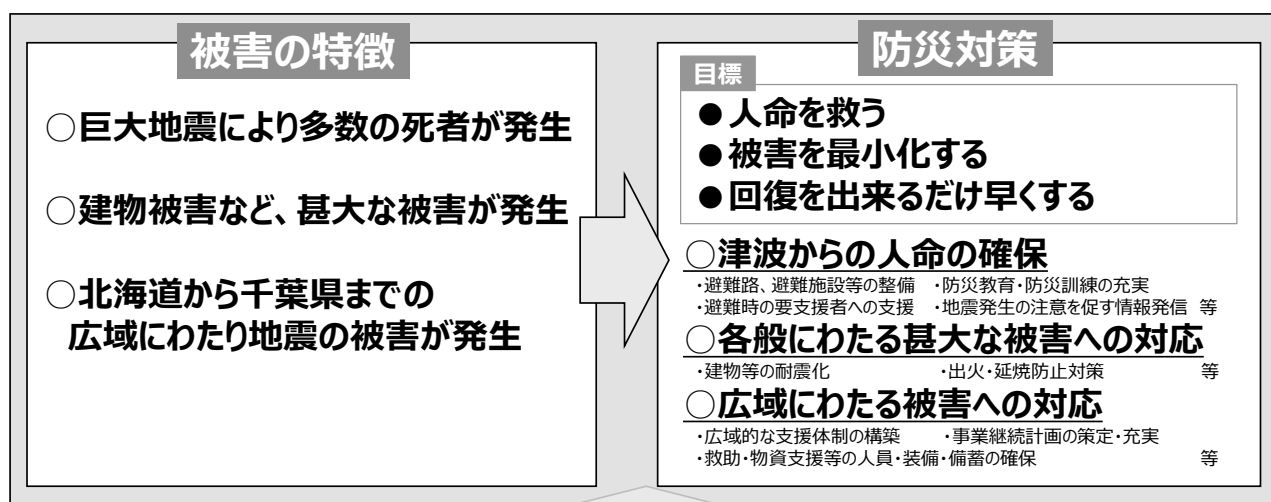 被害の特徴
○巨大地震により多数の死者が発生
○建物被害など、甚大な被害が発生
○北海道から千葉県までの
広域にわたり地震の被害が発生
防災対策
目標
●人命を救う
●被害を最小化する
●回復を出来るだけ早くする
○津波からの人命の確保
・避難路、避難施設等の整備 ・防災教育・防災訓練の充実
・避難時の要支援者への支援 ・地震発生の注意を促す情報発信 等
○各般にわたる甚大な被害への対応
・建物等の耐震化 ・出火・延焼防止対策 等
○広域にわたる被害への対応
・広域的な支援体制の構築 ・事業継続計画の策定・充実
・救助・物資支援等の人員・装備・備蓄の確保 等